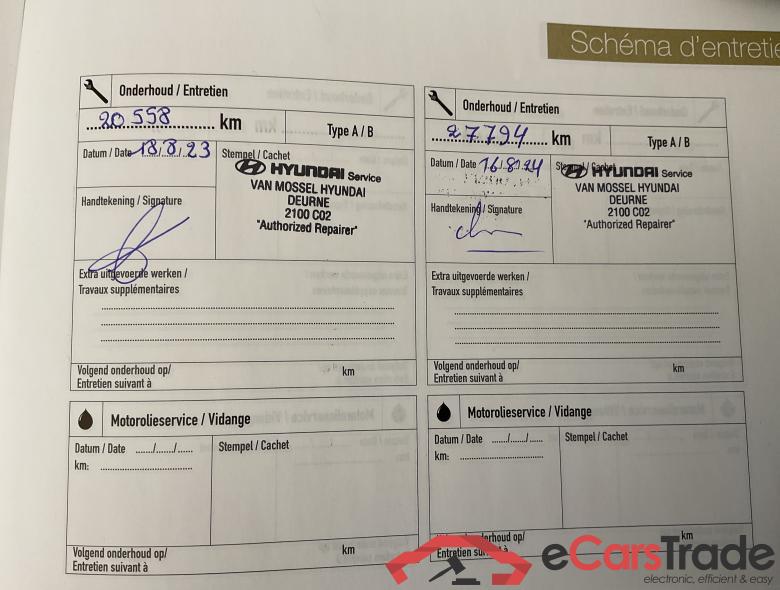 Schéma d'entretie
Onderhoud / Entretien
20 558 km
Type A / B
Datum / Date 18.8.23
Stempel / Cachet
HYUNDAI Service
VAN MOSSEL HYUNDAI
DEURNE
2100 C02
"Authorized Repairer"
Handtekening / Signature
Extra uitgevoerde werken /
Travaux supplémentaires
Volgend onderhoud op/
km
Entretien suivant à
Onderhoud / Entretien
27794 km
Type A / B
Datum / Date 16/8/24
Stempel / Cachet
HYUNDAI Service
VAN MOSSEL HYUNDAI
DEURNE
2100 C02
"Authorized Repairer"
Handtekening / Signature
Extra uitgevoerde werken /
Travaux supplémentaires
Volgend onderhoud op/
km
Entretien suivant à
Motorolieservice / Vidange
Datum / Date ...../...../.....
Stempel / Cachet
km:
Volgend onderhoud op/
km
Entretien suivant à
Motorolieservice / Vidange
Datum / Date ...../...../.....
Stempel / Cachet
km:
onderhoud op/
km
Entretien
eCarsTrade
electronic, efficient & easy